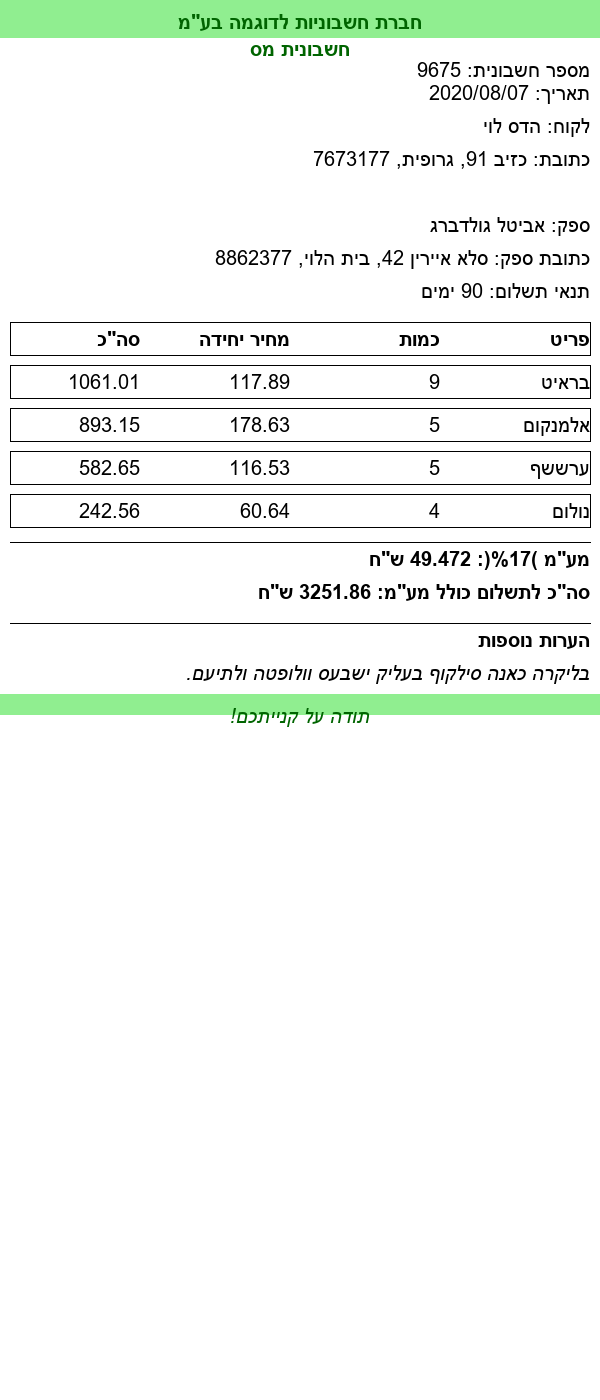 חברת חשבוניות לדוגמה בע"מ
חשבונית מס
מספר חשבונית: 9675
תאריך: 2020/08/07
לקוח: הדס לוי
כתובת: כזיב 91, גרופית, 7673177
ספק: אביטל גולדברג
כתובת ספק: סלא איירין 42, בית הלוי, 8862377
תנאי תשלום: 90 ימים
פריט כמות מחיר יחידה סה"כ
בראיט 9 117.89 1061.01
אלמנקום 5 178.63 893.15
ערששף 5 116.53 582.65
נולום 4 60.64 242.56
מע"מ )17%(: 49.472 ש"ח
סה"כ לתשלום כולל מע"מ: 3251.86 ש"ח
הערות נוספות
בליקרה כאנה סילקוף בעליק ישבעס וולופטה ולתיעם.
תודה על קנייתכם!